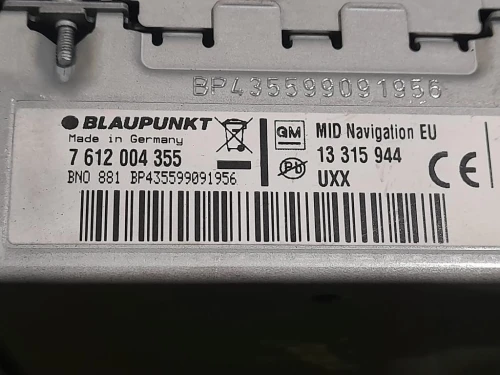 BP435599091956
BLAUPUNKT
Made in Germany
7 612 004 355
BNO 881 BP435599091956
GM MID Navigation EU
Pb 13 315 944
UXX
CE